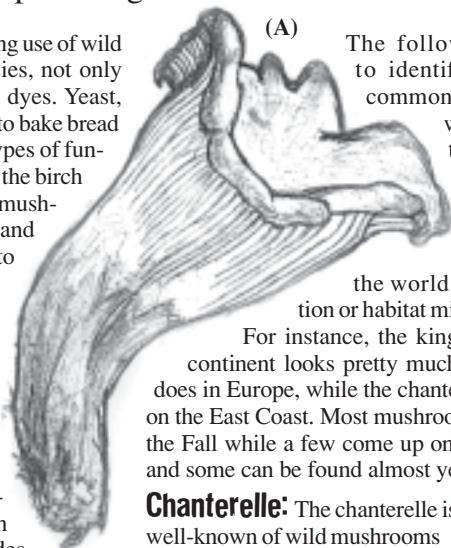 ng use of wild
ies, not only
dyes. Yeast,
to bake bread
ypes of fun-
the birch
mush-
and
to
(A)
The follow
to identif
common
w
t
the world
tion or habitat mi
For instance, the king
continent looks pretty much
does in Europe, while the chante
on the East Coast. Most mushroo
the Fall while a few come up on
and some can be found almost ye
Chanterelle: The chanterelle is
well-known of wild mushrooms